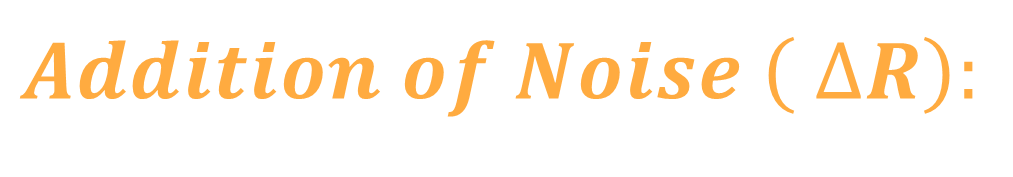 Addition of Noise ( ΔR):